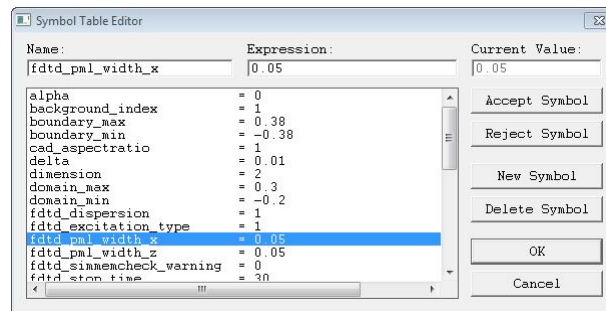 Symbol Table Editor
Name: Expression: Current Value:
fdtd_pml_width_x 0.05 0.05
alpha = 0
background_index = 1
boundary_max = 0.38
boundary_min = -0.38
cad_aspectratio = 1
delta = 0.01
dimension = 2
domain_max = 0.3
domain_min = -0.2
fdtd_dispersion = 1
fdtd_excitation_type = 1
fdtd_pml_width_x = 0.05
fdtd_pml_width_z = 0.05
fdtd_simmemcheck_warning = 0
fdtd_stop_time = 30
Accept Symbol
Reject Symbol
New Symbol
Delete Symbol
OK
Cancel